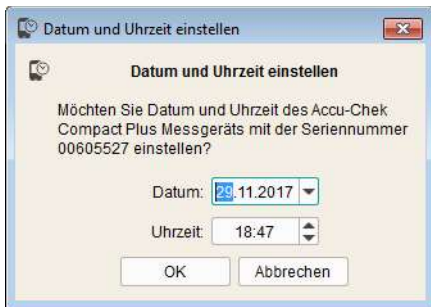 Datum und Uhrzeit einstellen
Datum und Uhrzeit einstellen
Möchten Sie Datum und Uhrzeit des Accu-Chek
Compact Plus Messgeräts mit der Seriennummer
00605527 einstellen?
Datum: 29.11.2017
Uhrzeit: 18:47
OK Abbrechen